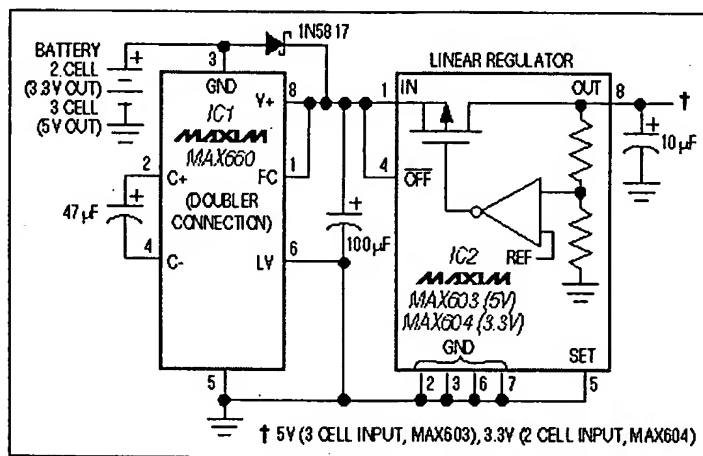 1N5817
BATTERY
2 CELL
(3.3V OUT)
3 CELL
(5V OUT)
+
3
GND
IC1
MAXIM
MAX660
(DOUBLER
CONNECTION)
8
V+
1
FC
6
LV
2
C+
4
C-
5
47µF
+
+
100µF
LINEAR REGULATOR
1
IN
4
OFF
OUT
8
†
+
10µF
REF
IC2
MAXIM
MAX603 (5V)
MAX604 (3.3V)
GND
2 3 6 7
SET
5
† 5V (3 CELL INPUT, MAX603), 3.3V (2 CELL INPUT, MAX604)